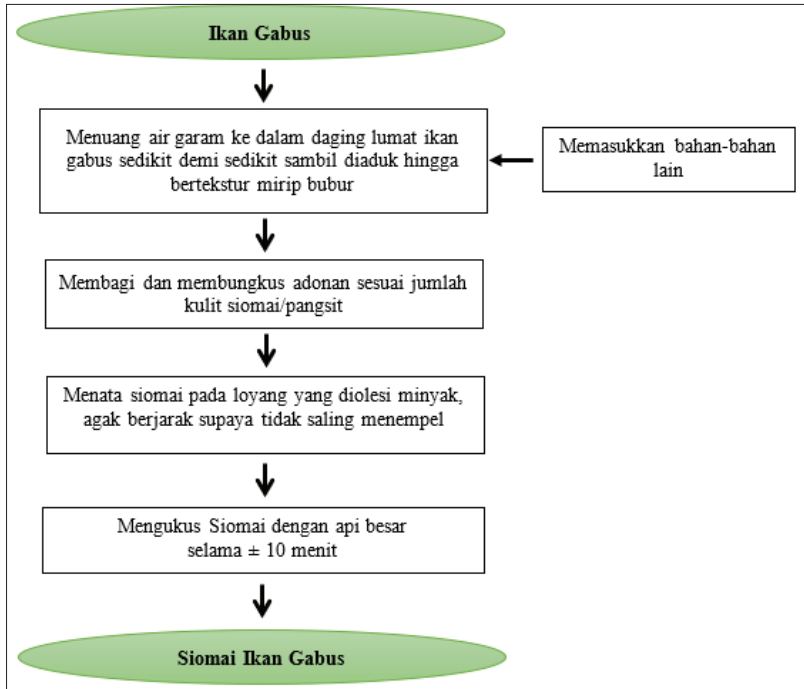 Ikan Gabus
Menuang air garam ke dalam daging lumat ikan
gabus sedikit demi sedikit sambil diaduk hingga
bertekstur mirip bubur
Memasukkan bahan-bahan
lain
Membagi dan membungkus adonan sesuai jumlah
kulit siomai/pangsit
Menata siomai pada loyang yang diolesi minyak,
agak berjarak supaya tidak saling menempel
Mengukus Siomai dengan api besar
selama ± 10 menit
Siomai Ikan Gabus